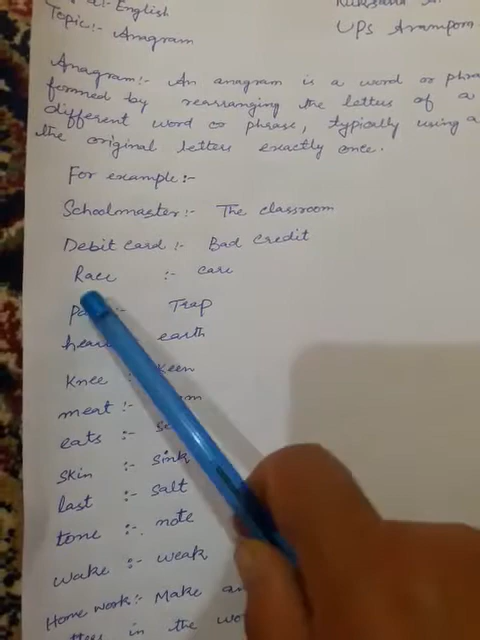 English
Topic:- Anagram
UPS Arampora
Anagram:- An anagram is a word or
formed by rearranging the letters of a
different word or phrase, typically using
the original letters exactly once.
For example:-
Schoolmaster:- The classroom
Debit card :- Bad credit
Race :- care
:- Trap
earth
Knee : Keen
meat :-
eats :-
Skin :- sink
last :- salt
tone :- note
wake :- weak
Home work:- Make
in the